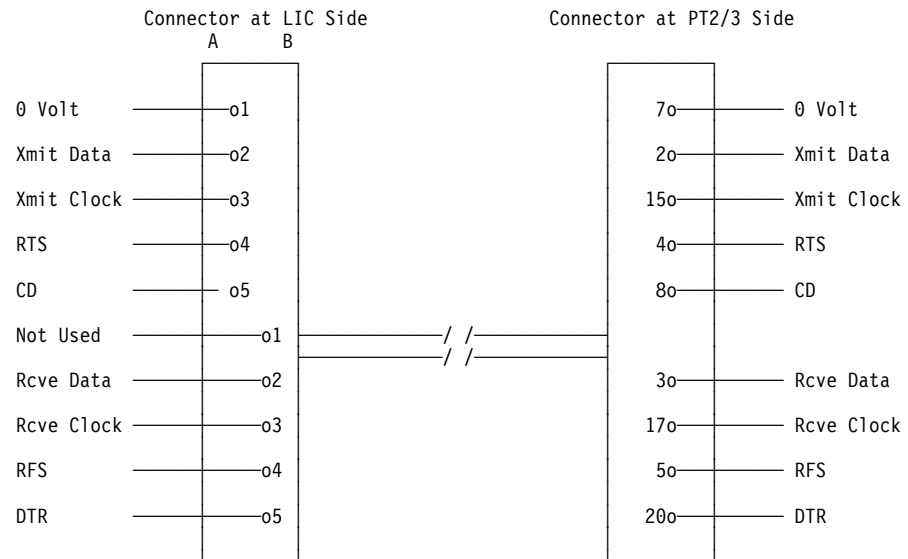 Connector at LIC Side Connector at PT2/3 Side
A B
0 Volt o1 7o 0 Volt
Xmit Data o2 2o Xmit Data
Xmit Clock o3 15o Xmit Clock
RTS o4 4o RTS
CD o5 8o CD
Not Used o1 / /
/ /
Rcve Data o2 3o Rcve Data
Rcve Clock o3 17o Rcve Clock
RFS o4 5o RFS
DTR o5 20o DTR